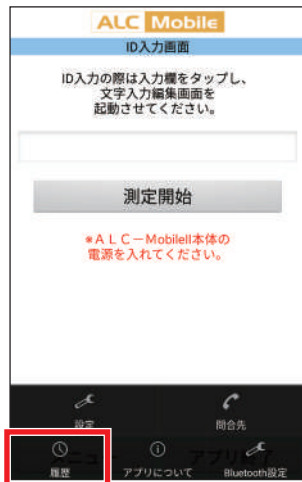 ALC Mobile
ID入力画面
ID入力の際は入力欄をタップし、
文字入力編集画面を
起動させてください。
測定開始
※ALC－MobileII本体の
電源を入れてください。
設定 問合先
履歴 アプリについて Bluetooth設定